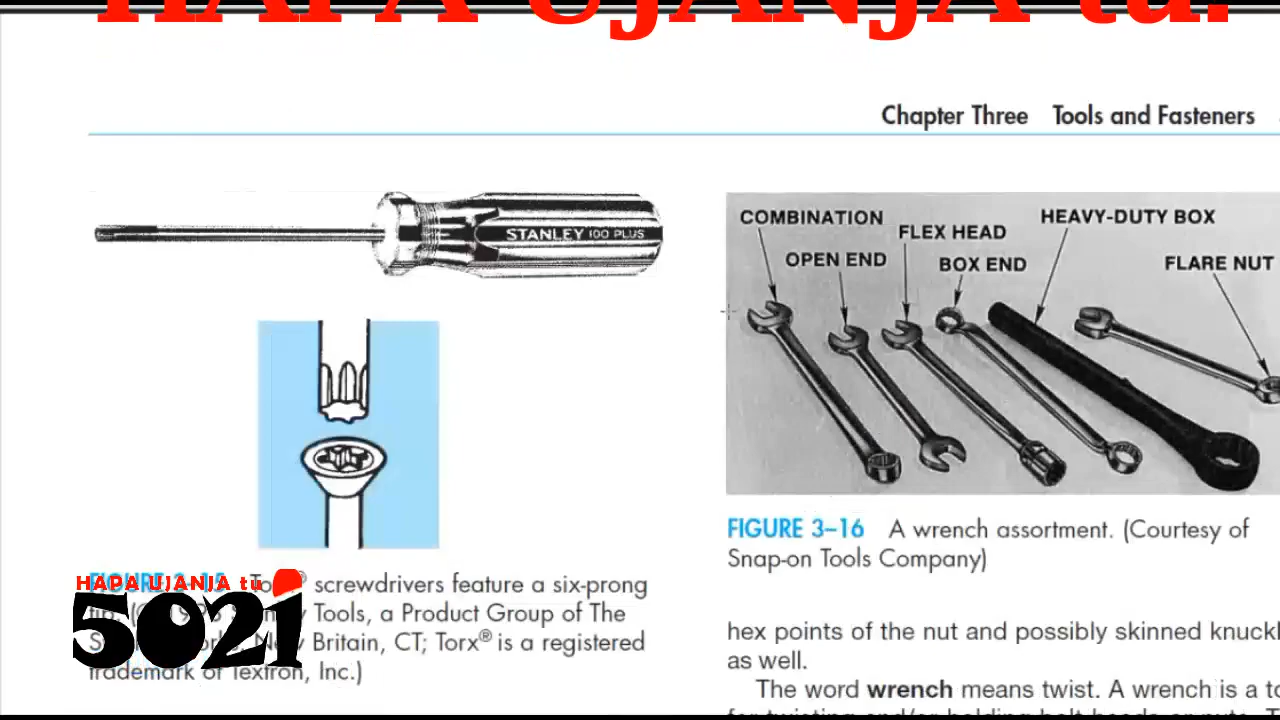 HAPA UJANJA tu.
Chapter Three Tools and Fasteners
STANLEY 100 PLUS
COMBINATION
HEAVY-DUTY BOX
FLEX HEAD
OPEN END
BOX END
FLARE NUT
HAPA UJANJA tu
5021
screwdrivers feature a six-prong
Tools, a Product Group of The
Britain, CT; Torx® is a registered
trademark of Textron, Inc.)
FIGURE 3–16 A wrench assortment. (Courtesy of
Snap-on Tools Company)
hex points of the nut and possibly skinned
as well.
The word wrench means twist. A wrench is a